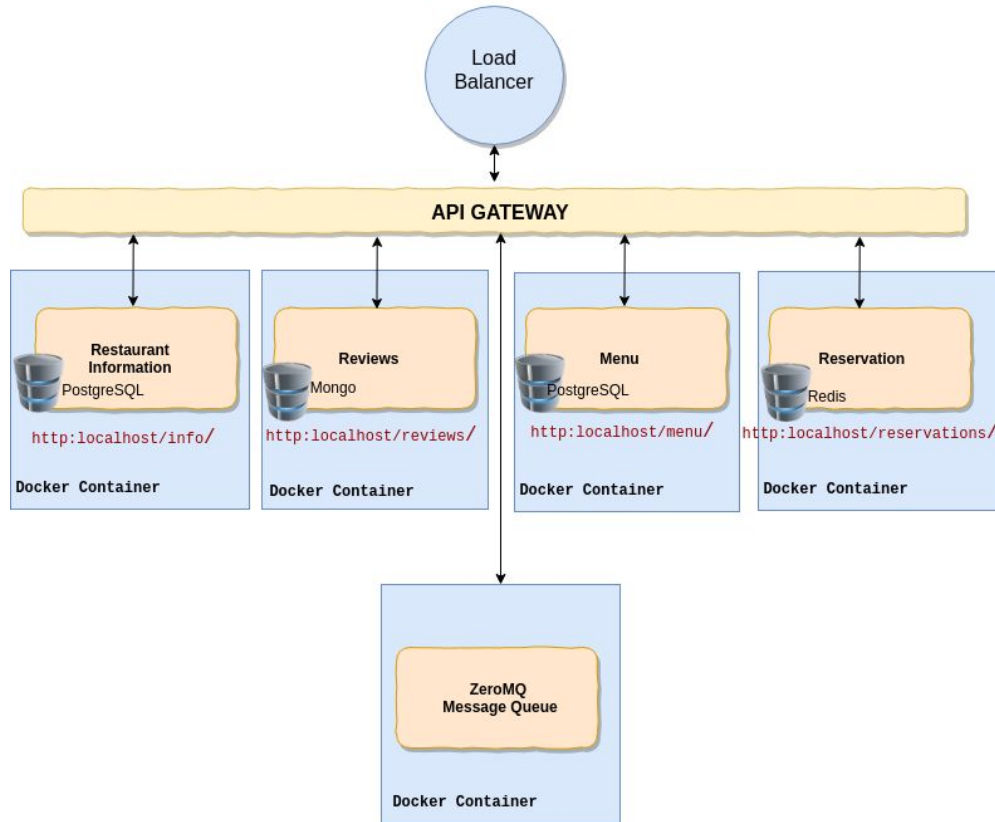 Load
Balancer
API GATEWAY
Restaurant
Information
PostgreSQL
http:localhost/info/
Docker Container
Reviews
Mongo
http:localhost/reviews/
Docker Container
Menu
PostgreSQL
http:localhost/menu/
Docker Container
Reservation
Redis
http:localhost/reservations/
Docker Container
ZeroMQ
Message Queue
Docker Container